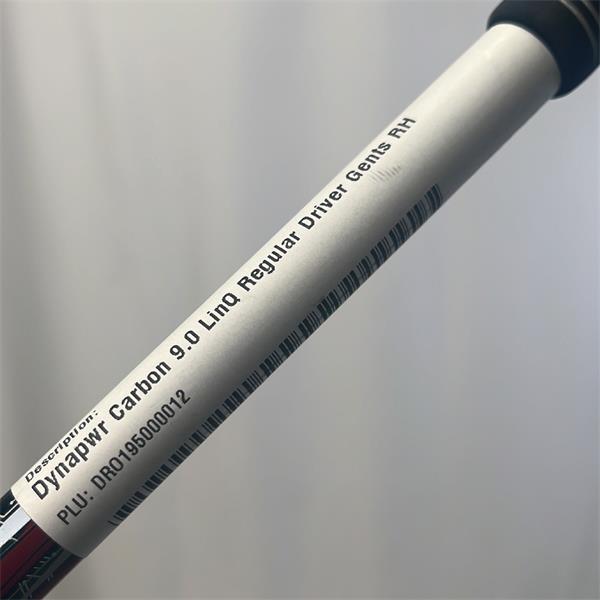 Description:
Dynapwr Carbon 9.0 LinQ Regular Driver Gents RH
PLU: DRO195000012